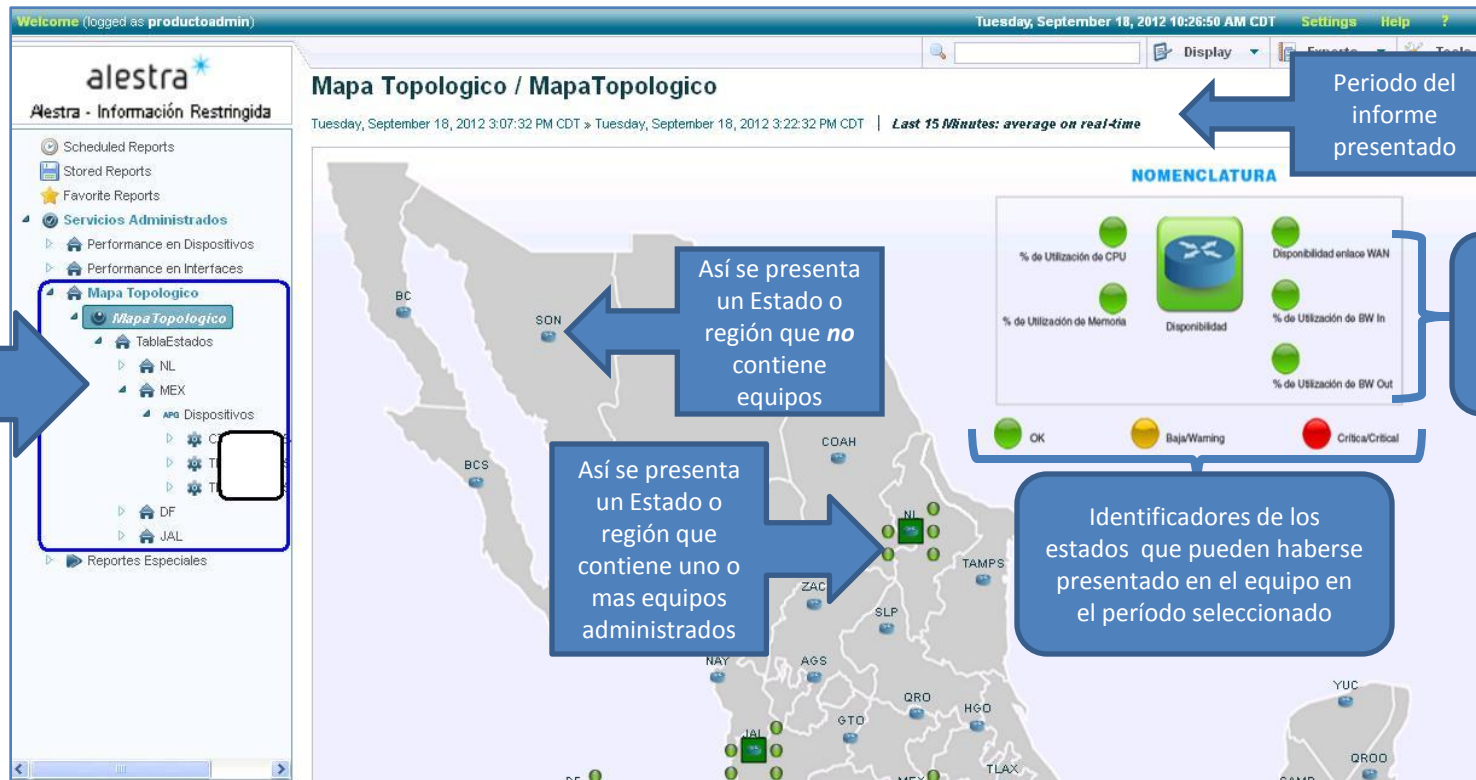 Welcome (logged as productoadmin)
Tuesday, September 18, 2012 10:26:50 AM CDT
Settings
Help
?
Display
Tools
alestra
Alestra - Información Restringida
Scheduled Reports
Stored Reports
Favorite Reports
Servicios Administrados
Performance en Dispositivos
Performance en Interfaces
Mapa Topologico
MapaTopologico
TablaEstados
NL
MEX
APG Dispositivos
DF
JAL
Reportes Especiales
Mapa Topologico / MapaTopologico
Tuesday, September 18, 2012 3:07:32 PM CDT » Tuesday, September 18, 2012 3:22:32 PM CDT | Last 15 Minutes: average on real-time
Periodo del
informe
presentado
NOMENCLATURA
% de Utilización de CPU
Disponibilidad enlace WAN
% de Utilización de Memoria
Disponibilidad
% de Utilización de BW In
% de Utilización de BW Out
OK
Baja/Warning
Crítica/Critical
Así se presenta
un Estado o
región que no
contiene
equipos
Así se presenta
un Estado o
región que
contiene uno o
mas equipos
administrados
Identificadores de los
estados que pueden haberse
presentado en el equipo en
el período seleccionado
BC
SON
BCS
COAH
NL
TAMPS
ZAC
SLP
NAY
AGS
QRO
HGO
GTO
JAL
DF
MEX
TLAX
YUC
QROO
CAMP